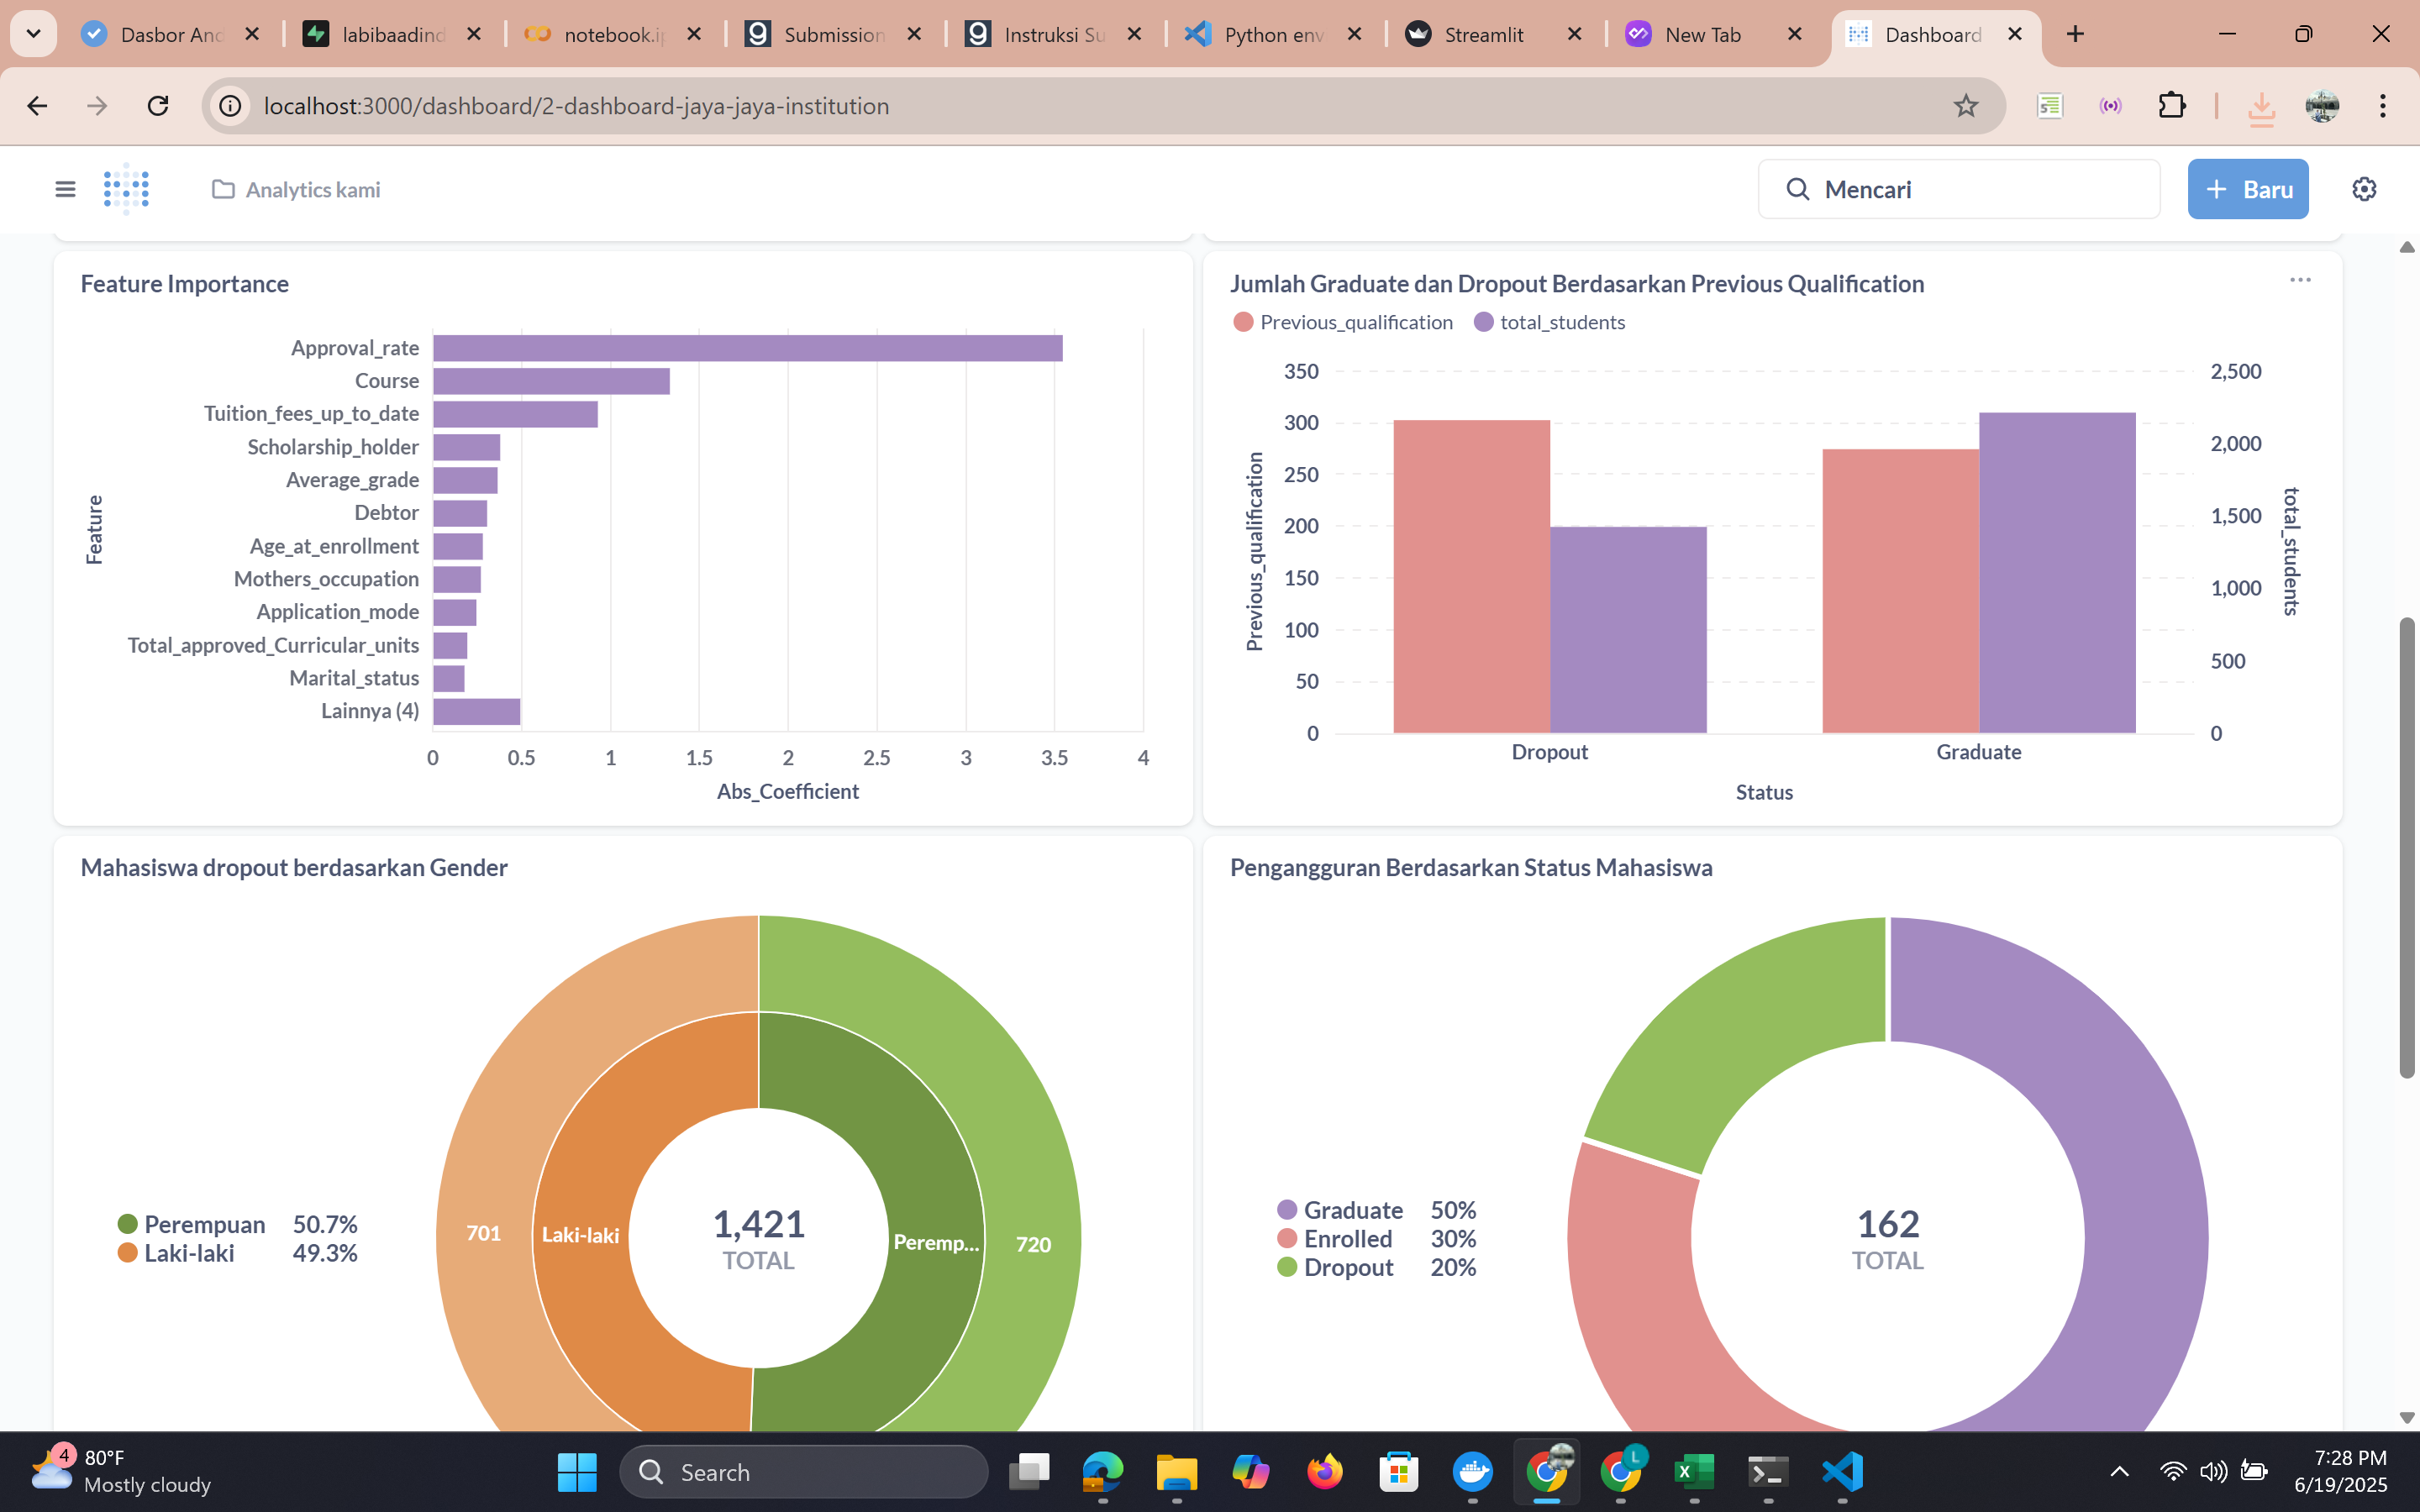 Dasbor And
labibaadind
notebook.ip
Submission
Instruksi Su
Python env
Streamlit
New Tab
Dashboard
localhost:3000/dashboard/2-dashboard-jaya-jaya-institution
Analytics kami
Mencari
+ Baru
Feature Importance
Approval_rate
Course
Tuition_fees_up_to_date
Scholarship_holder
Average_grade
Debtor
Age_at_enrollment
Mothers_occupation
Application_mode
Total_approved_Curricular_units
Marital_status
Lainnya (4)
Feature
0 0.5 1 1.5 2 2.5 3 3.5 4
Abs_Coefficient
Jumlah Graduate dan Dropout Berdasarkan Previous Qualification
Previous_qualification total_students
350
300
250
200
150
100
50
0
Previous_qualification
2,500
2,000
1,500
1,000
500
0
total_students
Dropout Graduate
Status
Mahasiswa dropout berdasarkan Gender
Perempuan 50.7%
Laki-laki 49.3%
701
Laki-laki
1,421
TOTAL
Peremp...
720
Pengangguran Berdasarkan Status Mahasiswa
Graduate 50%
Enrolled 30%
Dropout 20%
162
TOTAL
4
80°F
Mostly cloudy
Search
L
7:28 PM
6/19/2025